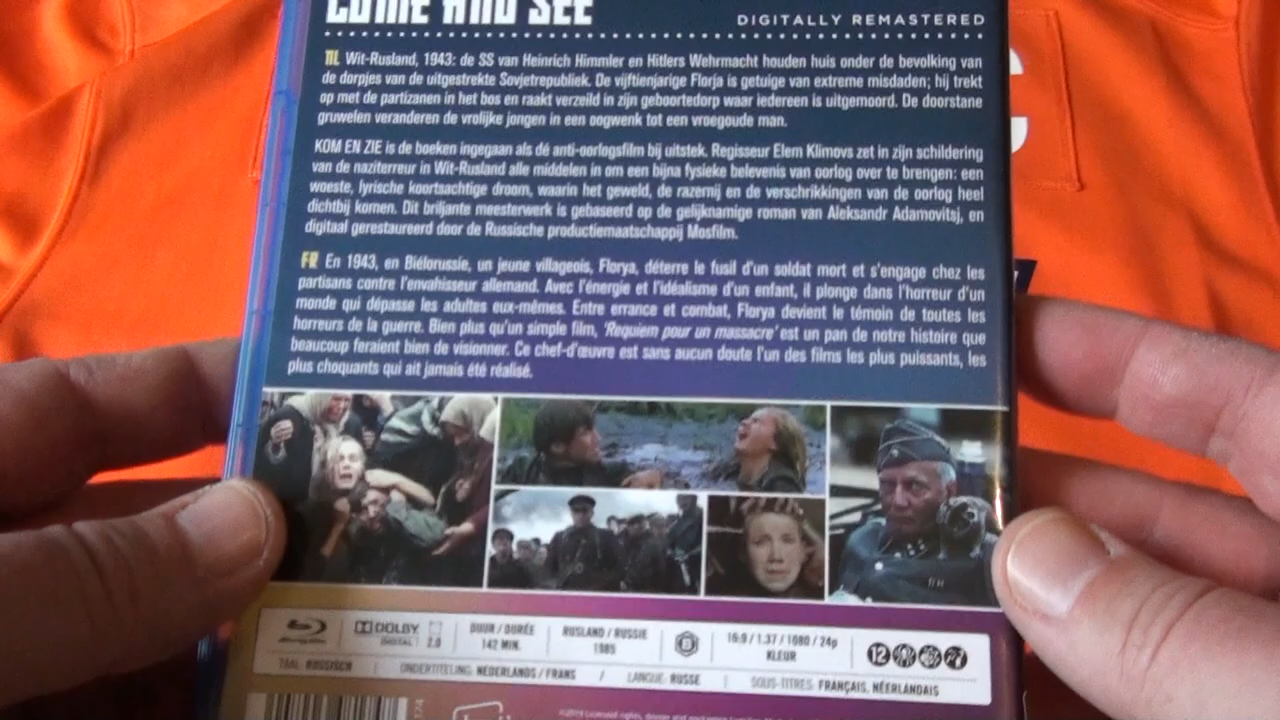 COME AND SEE
DIGITALLY REMASTERED
NL Wit-Rusland, 1943: de SS van Heinrich Himmler en Hitlers Wehrmacht houden huis onder de bevolking van
de dorpjes van de uitgestrekte Sovjetrepubliek. De vijftienjarige Florja is getuige van extreme misdaden; hij trekt
op met de partizanen in het bos en raakt verzeild in zijn geboortedorp waar iedereen is uitgemoord. De doorstane
gruwelen veranderen de vrolijke jongen in een oogwenk tot een vroegoude man.
KOM EN ZIE is de boeken ingegaan als dé anti-oorlogsfilm bij uitstek. Regisseur Elem Klimovs zet in zijn schildering
van de naziterreur in Wit-Rusland alle middelen in om een bijna fysieke belevenis van oorlog over te brengen: een
woeste, lyrische koortsachtige droom, waarin het geweld, de razernij en de verschrikkingen van de oorlog heel
dichtbij komen. Dit briljante meesterwerk is gebaseerd op de gelijknamige roman van Aleksandr Adamovitsj, en
digitaal gerestaureerd door de Russische productiemaatschappij Mosfilm.
FR En 1943, en Biélorussie, un jeune villageois, Florya, déterre le fusil d'un soldat mort et s'engage chez les
partisans contre l'envahisseur allemand. Avec l'énergie et l'idéalisme d'un enfant, il plonge dans l'horreur d'un
monde qui dépasse les adultes eux-mêmes. Entre errance et combat, Florya devient le témoin de toutes les
horreurs de la guerre. Bien plus qu'un simple film, 'Requiem pour un massacre' est un pan de notre histoire que
beaucoup feraient bien de visionner. Ce chef-d'œuvre est sans aucun doute l'un des films les plus puissants, les
plus choquants qui ait jamais été réalisé.
Blu-ray Disc
DOLBY DIGITAL 2.0
DUUR / DURÉE 142 MIN.
RUSLAND / RUSSIE 1985
B
16:9 / 1.37 / 1080 / 24p KLEUR
12
TAAL: RUSSISCH | ONDERTITELING: NEDERLANDS / FRANS / LANGUE: RUSSE | SOUS-TITRES: FRANÇAIS, NÉERLANDAIS